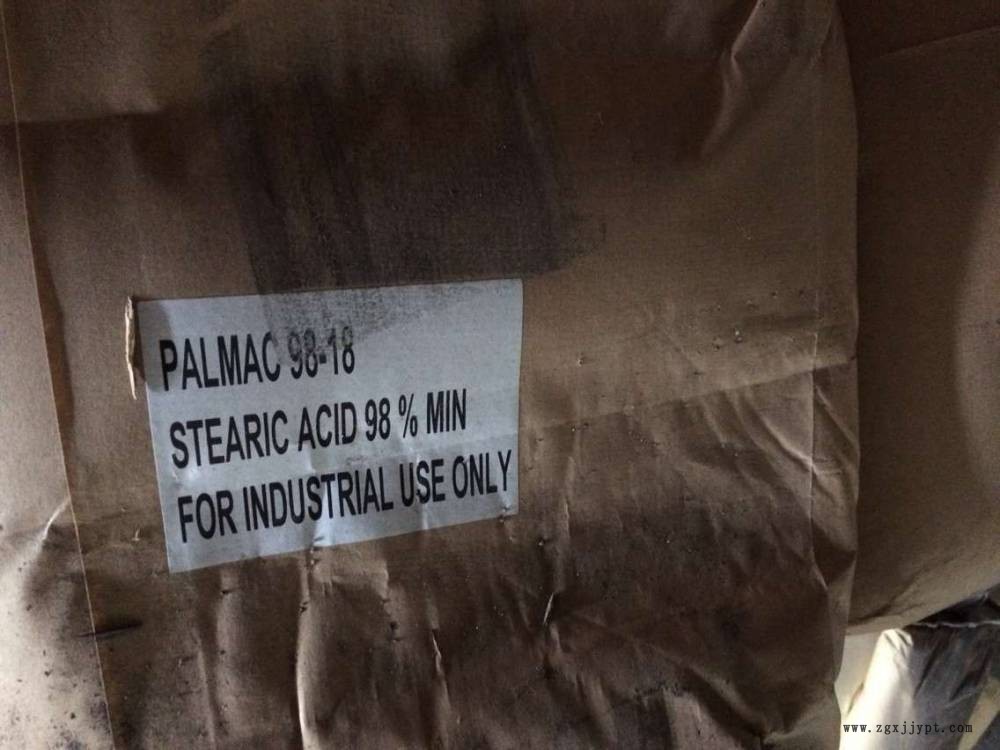 PALMAC 98-18
STEARIC ACID 98 % MIN
FOR INDUSTRIAL USE ONLY
www.zgxjjypt.com